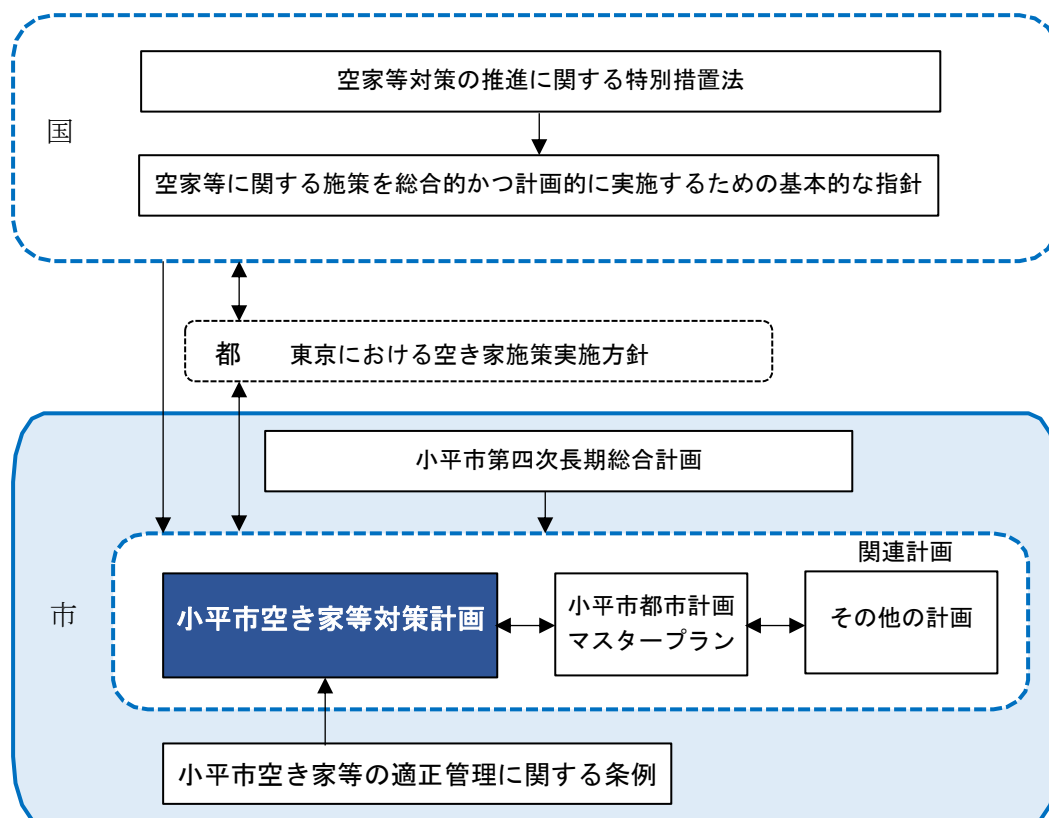 空家等対策の推進に関する特別措置法
国
空家等に関する施策を総合的かつ計画的に実施するための基本的な指針
都 東京における空き家施策実施方針
小平市第四次長期総合計画
関連計画
市
小平市空き家等対策計画
小平市都市計画
マスタープラン
その他の計画
小平市空き家等の適正管理に関する条例